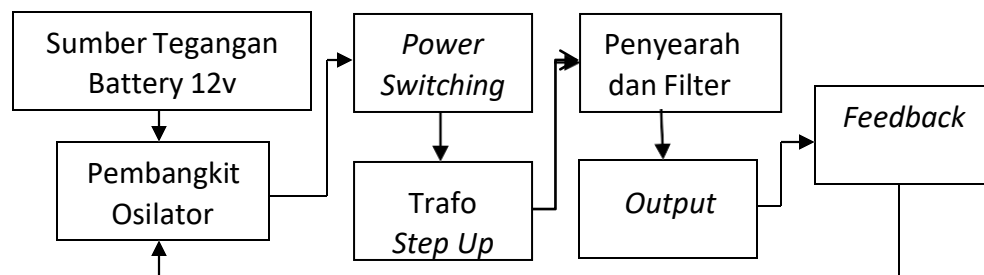 Sumber Tegangan
Battery 12v
Pembangkit
Osilator
Power
Switching
Trafo
Step Up
Penyearah
dan Filter
Output
Feedback